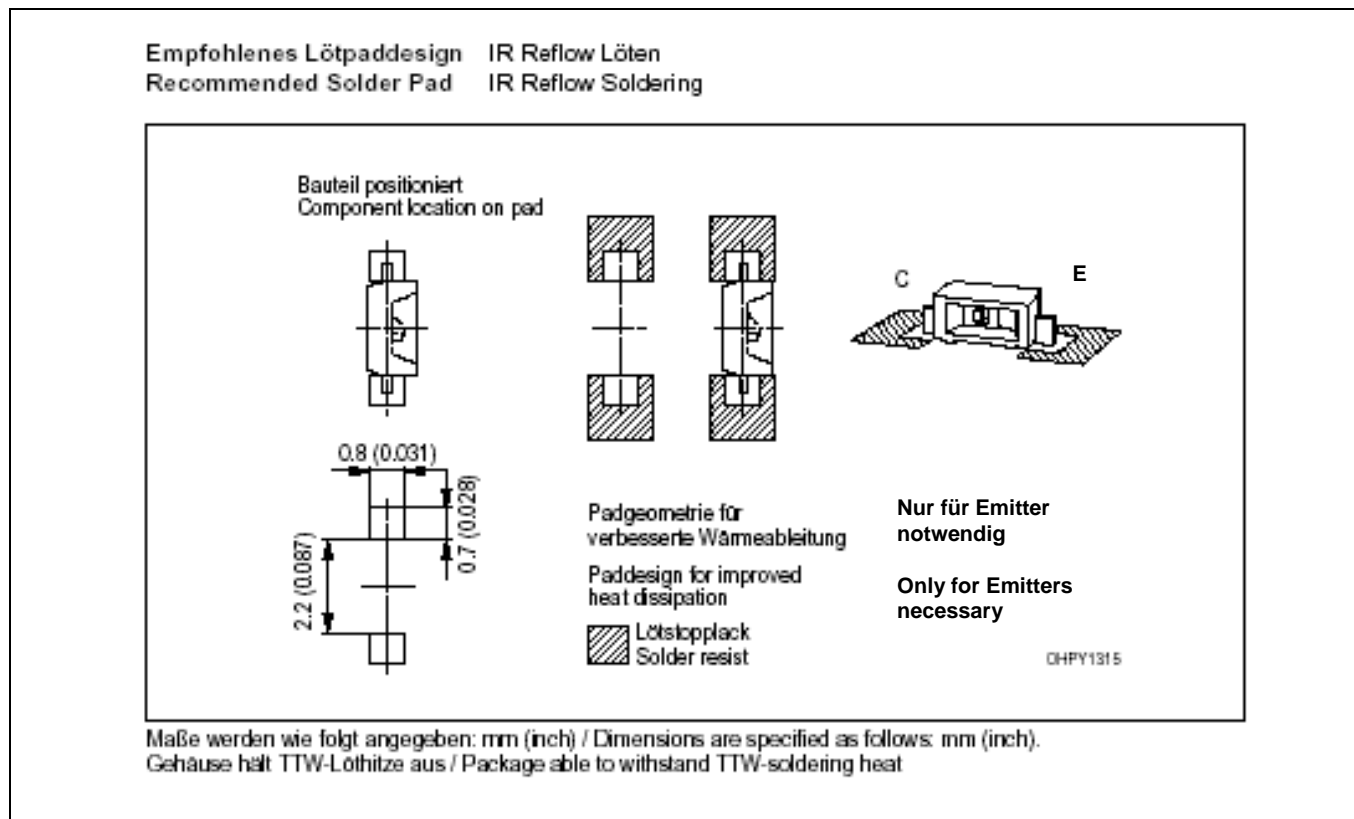 Empfohlenes Lötpaddesign IR Reflow Löten
Recommended Solder Pad IR Reflow Soldering
Bauteil positioniert
Component location on pad
C
E
0.8 (0.031)
0.7 (0.028)
2.2 (0.087)
Padgeometrie für
verbesserte Wärmeableitung
Paddesign for improved
heat dissipation
Lötstopplack
Solder resist
Nur für Emitter
notwendig
Only for Emitters
necessary
OHPY1315
Maße werden wie folgt angegeben: mm (inch) / Dimensions are specified as follows: mm (inch).
Gehäuse hält TTW-Löthitze aus / Package able to withstand TTW-soldering heat